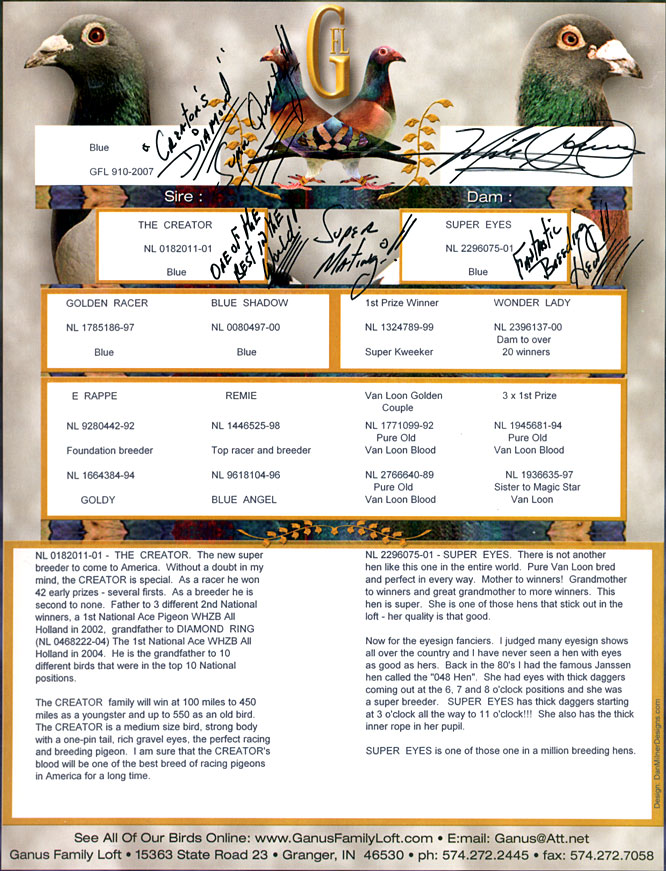 GFL
Blue
GFL 910-2007
"CREATOR'S
DIAMOND
Super
Sire :
Dam :
THE CREATOR
NL 0182011-01
Blue
ONE OF THE
BEST IN THE
World!!
SUPER
MATING!!
SUPER EYES
NL 2296075-01
Blue
FANTASTIC
Breeding
Hen!!
GOLDEN RACER
NL 1785186-97
Blue
BLUE SHADOW
NL 0080497-00
Blue
1st Prize Winner
NL 1324789-99
Super Kweeker
WONDER LADY
NL 2396137-00
Dam to over
20 winners
E RAPPE
NL 9280442-92
Foundation breeder
NL 1664384-94
GOLDY
REMIE
NL 1446525-98
Top racer and breeder
NL 9618104-96
BLUE ANGEL
Van Loon Golden
Couple
NL 1771099-92
Pure Old
Van Loon Blood
NL 2766640-89
Pure Old
Van Loon Blood
3 x 1st Prize
NL 1945681-94
Pure Old
Van Loon Blood
NL 1936635-97
Sister to Magic Star
Van Loon
NL 0182011-01 - THE CREATOR. The new super
breeder to come to America. Without a doubt in my
mind, the CREATOR is special. As a racer he won
42 early prizes - several firsts. As a breeder he is
second to none. Father to 3 different 2nd National
winners, a 1st National Ace Pigeon WHZB All
Holland in 2002, grandfather to DIAMOND RING
(NL 0468222-04) The 1st National Ace WHZB All
Holland in 2004. He is the grandfather to 10
different birds that were in the top 10 National
positions.
The CREATOR family will win at 100 miles to 450
miles as a youngster and up to 550 as an old bird.
The CREATOR is a medium size bird, strong body
with a one-pin tail, rich gravel eyes, the perfect racing
and breeding pigeon. I am sure that the CREATOR's
blood will be one of the best breed of racing pigeons
in America for a long time.
NL 2296075-01 - SUPER EYES. There is not another
hen like this one in the entire world. Pure Van Loon bred
and perfect in every way. Mother to winners! Grandmother
to winners and great grandmother to more winners. This
hen is super. She is one of those hens that stick out in the
loft - her quality is that good.
Now for the eyesign fanciers. I judged many eyesign shows
all over the country and I have never seen a hen with eyes
as good as hers. Back in the 80's I had the famous Janssen
hen called the "048 Hen". She had eyes with thick daggers
coming out at the 6, 7 and 8 o'clock positions and she was
a super breeder. SUPER EYES has thick daggers starting
at 3 o'clock all the way to 11 o'clock!!! She also has the thick
inner rope in her pupil.
SUPER EYES is one of those one in a million breeding hens.
Design: DanMilnerDesigns.com
See All Of Our Birds Online: www.GanusFamilyLoft.com • E:mail: Ganus@Att.net
Ganus Family Loft • 15363 State Road 23 • Granger, IN 46530 • ph: 574.272.2445 • fax: 574.272.7058